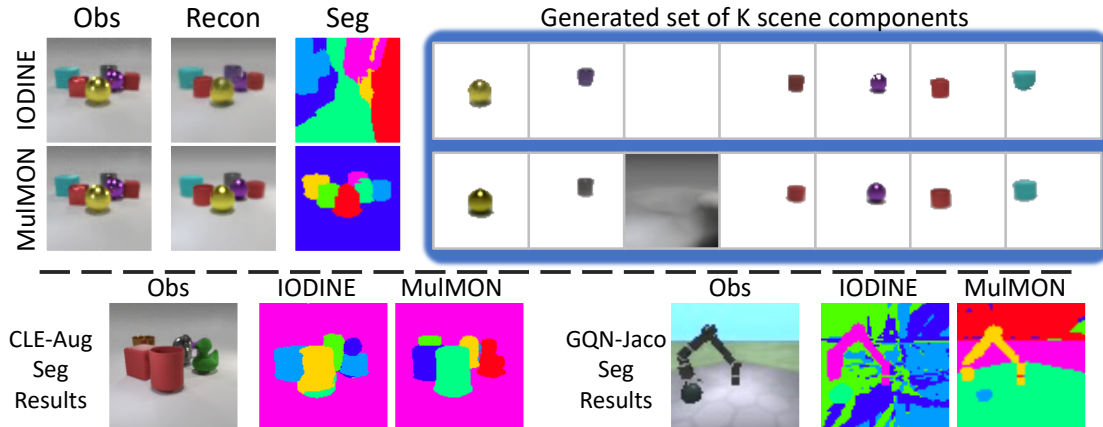 Obs Recon Seg Generated set of K scene components
IODINE
MulMON
Obs IODINE MulMON Obs IODINE MulMON
CLE-Aug
Seg
Results
GQN-Jaco
Seg
Results